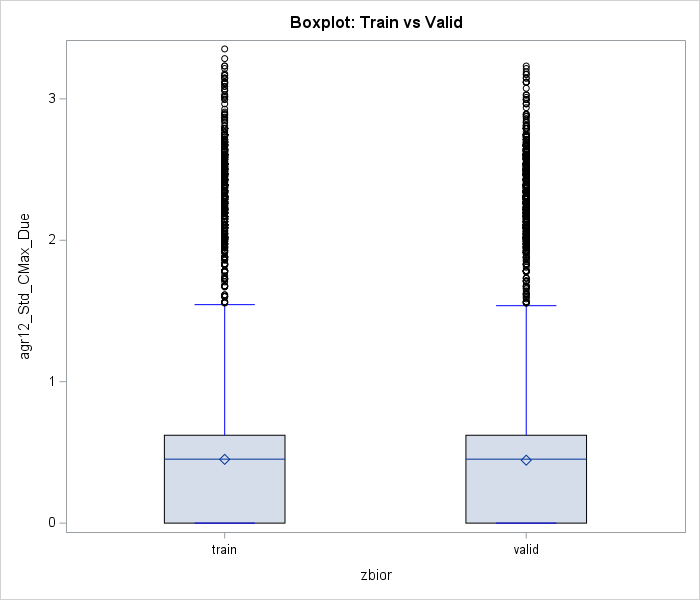 Boxplot: Train vs Valid
agr12_Std_CMax_Due
3
2
1
0
train
valid
zbior